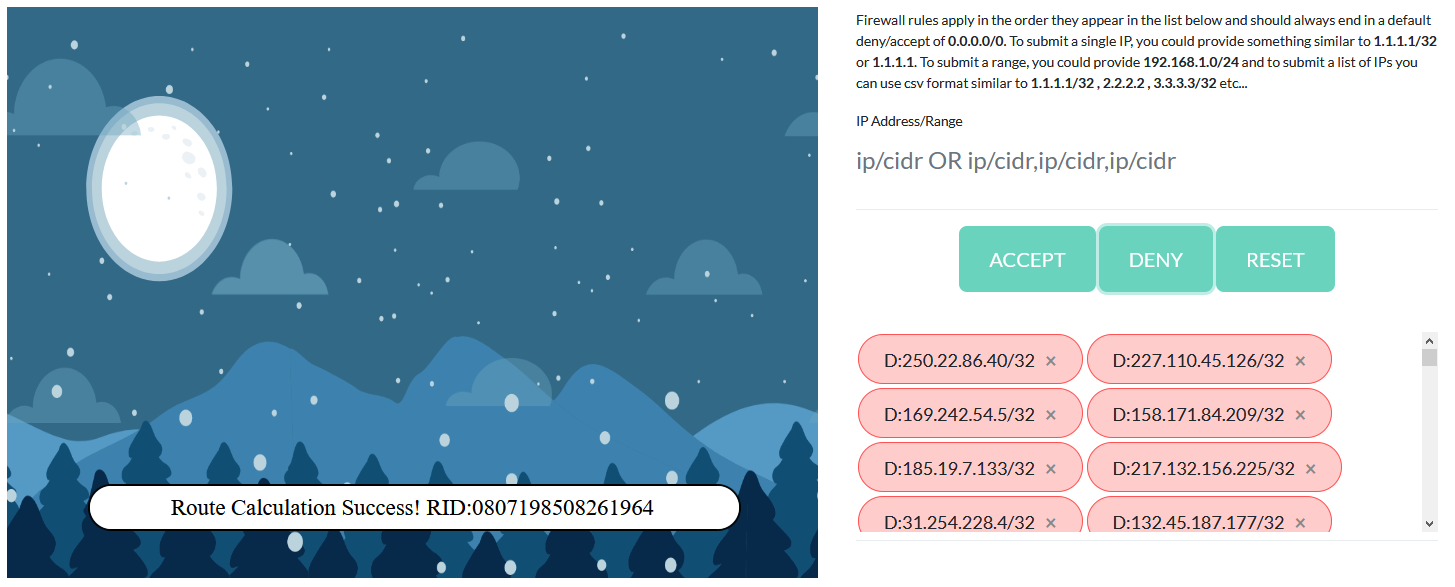 Firewall rules apply in the order they appear in the list below and should always end in a default
deny/accept of 0.0.0.0/0. To submit a single IP, you could provide something similar to 1.1.1.1/32
or 1.1.1.1. To submit a range, you could provide 192.168.1.0/24 and to submit a list of IPs you
can use csv format similar to 1.1.1.1/32 , 2.2.2.2 , 3.3.3.3/32 etc...
IP Address/Range
ip/cidr OR ip/cidr,ip/cidr,ip/cidr
ACCEPT DENY RESET
D:250.22.86.40/32 × D:227.110.45.126/32 ×
D:169.242.54.5/32 × D:158.171.84.209/32 ×
D:185.19.7.133/32 × D:217.132.156.225/32 ×
D:31.254.228.4/32 × D:132.45.187.177/32 ×
Route Calculation Success! RID:0807198508261964